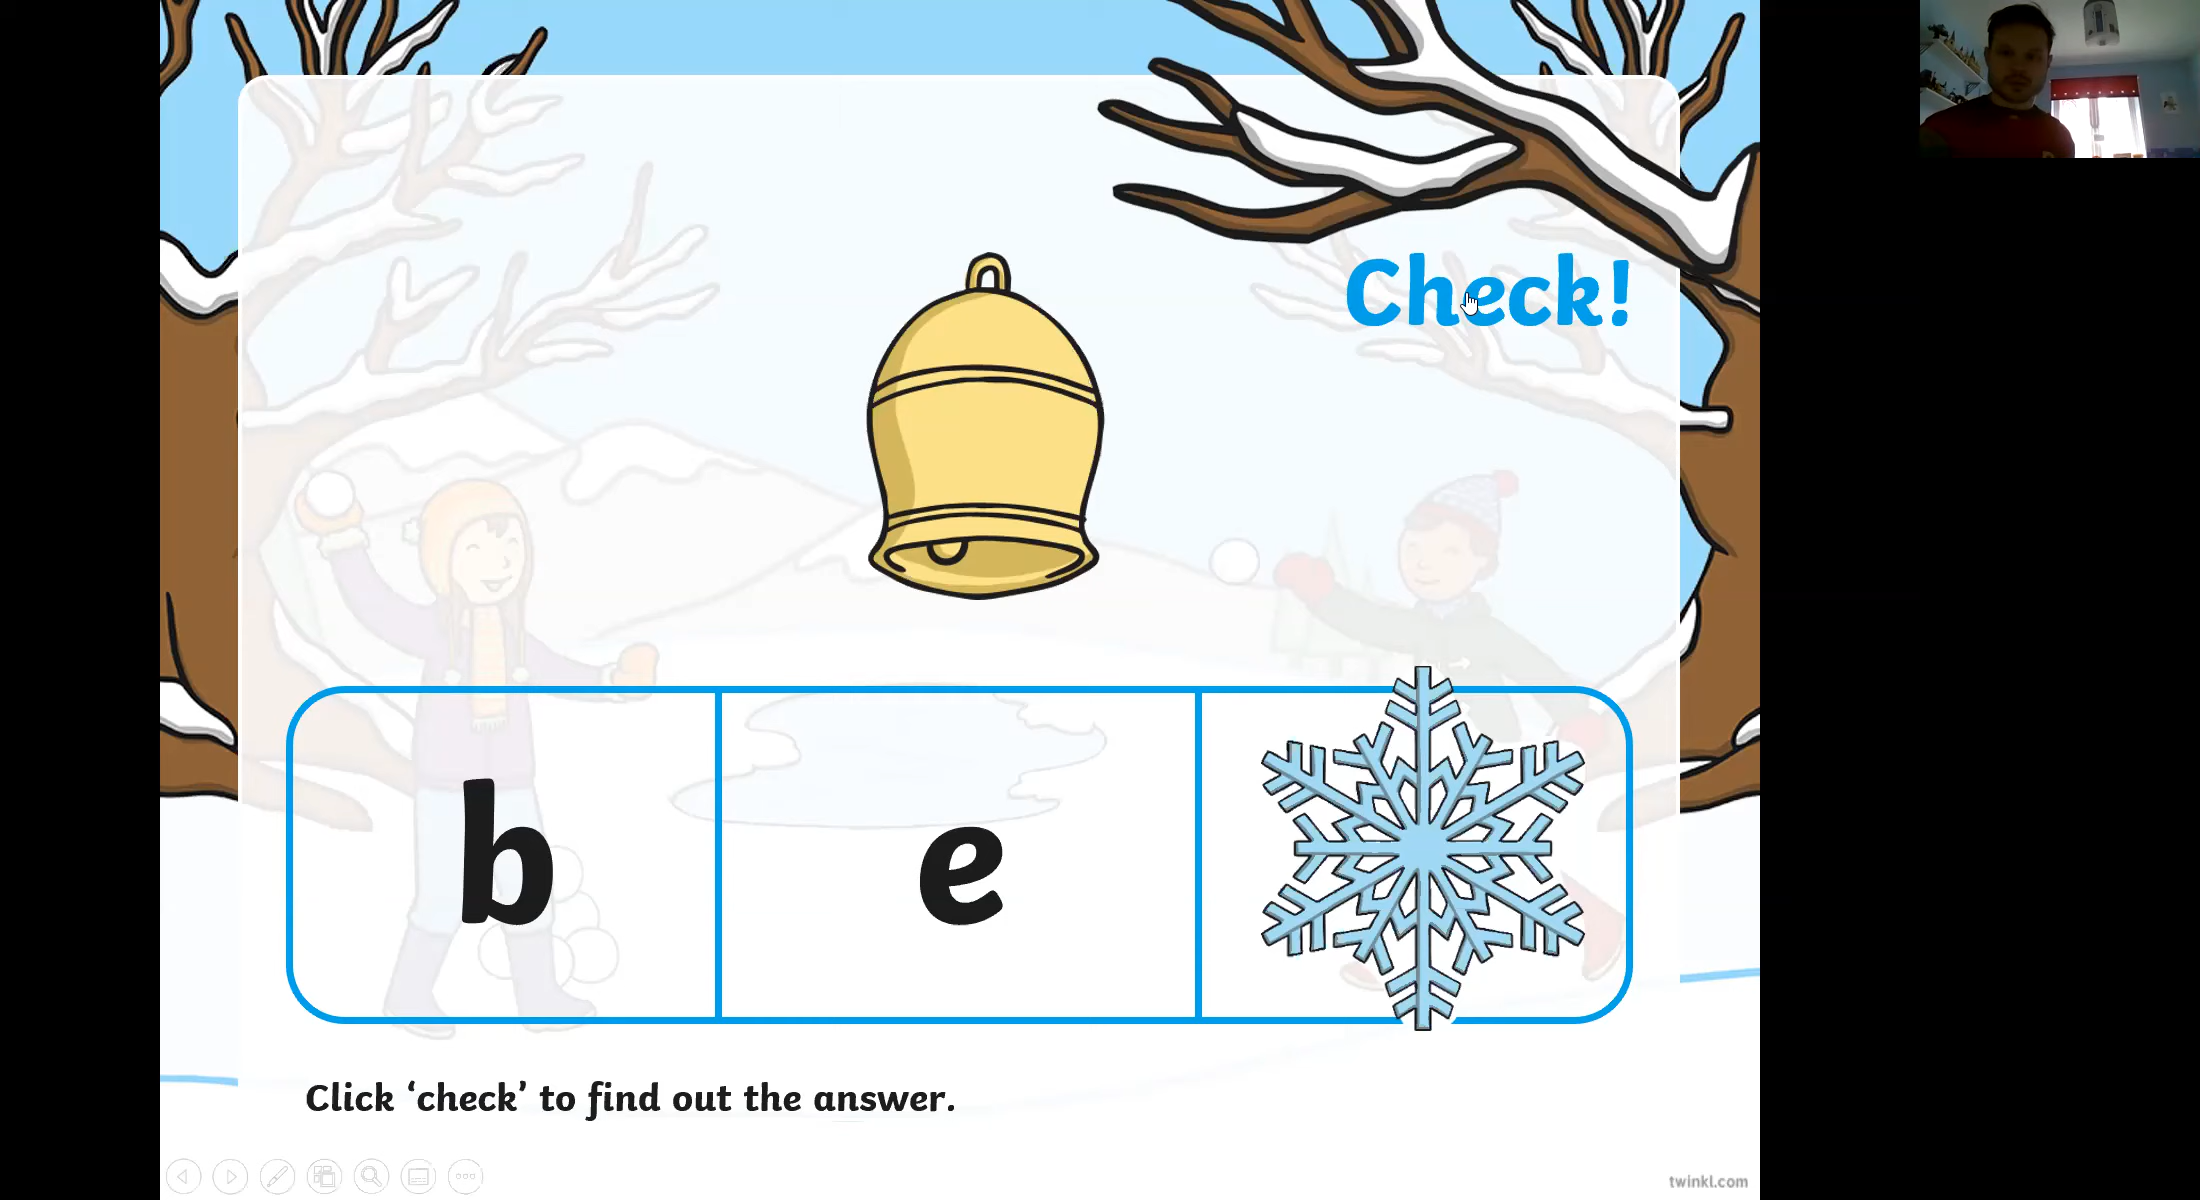 Check!
b e
Click ‘check’ to find out the answer.
twinkl.com